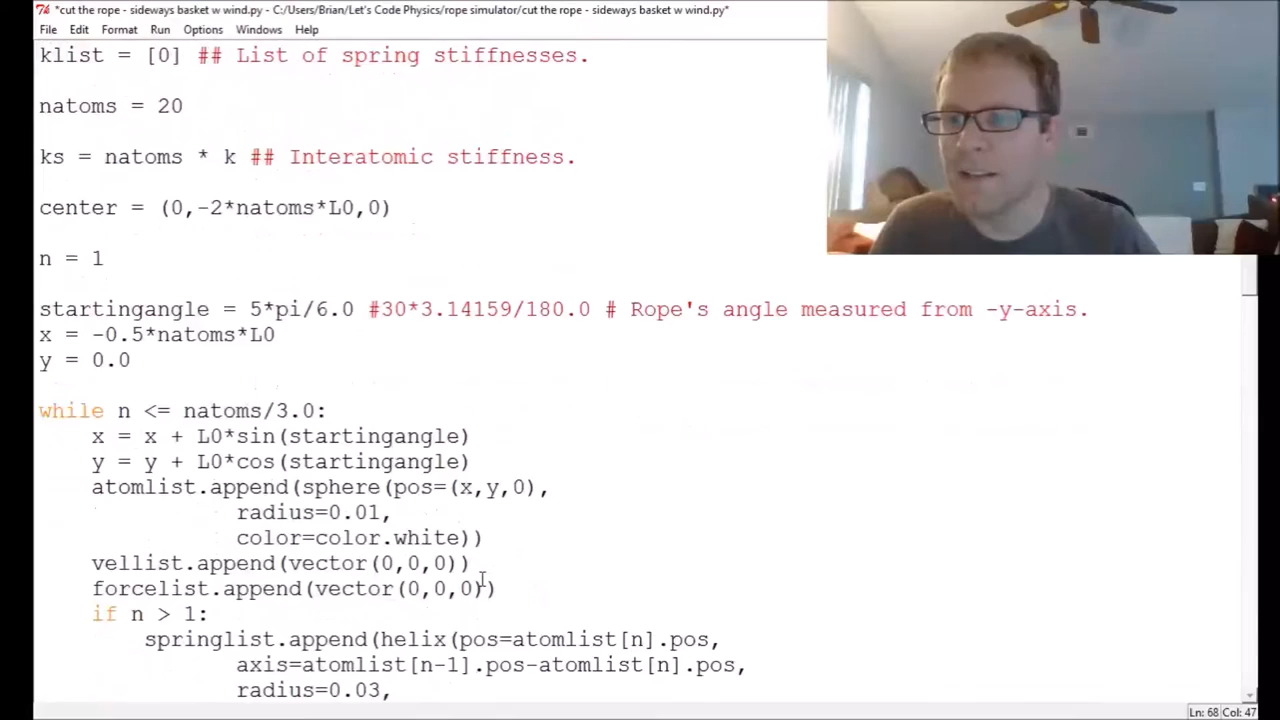 *cut the rope - sideways basket w wind.py - C:/Users/Brian/Let's Code Physics/rope simulator/cut the rope - sideways basket w wind.py*
File Edit Format Run Options Windows Help
klist = [0] ## List of spring stiffnesses.
natoms = 20
ks = natoms * k ## Interatomic stiffness.
center = (0,-2*natoms*L0,0)
n = 1
startingangle = 5*pi/6.0 #30*3.14159/180.0 # Rope's angle measured from -y-axis.
x = -0.5*natoms*L0
y = 0.0
while n <= natoms/3.0:
x = x + L0*sin(startingangle)
y = y + L0*cos(startingangle)
atomlist.append(sphere(pos=(x,y,0),
radius=0.01,
color=color.white))
vellist.append(vector(0,0,0))
forcelist.append(vector(0,0,0))
if n > 1:
springlist.append(helix(pos=atomlist[n].pos,
axis=atomlist[n-1].pos-atomlist[n].pos,
radius=0.03,
Ln: 68 Col: 47